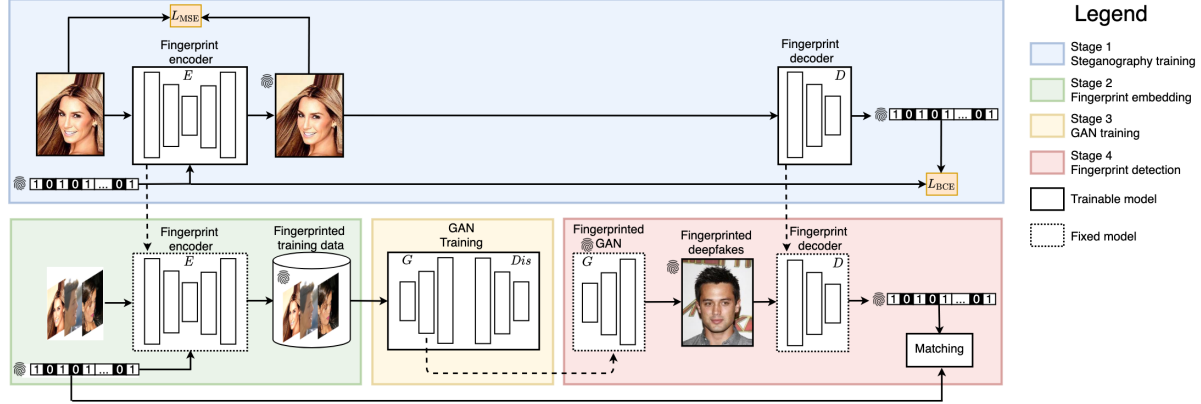 L_MSE
Fingerprint
encoder
E
Fingerprint
decoder
D
1 0 1 0 1 ... 0 1
1 0 1 0 1 ... 0 1
L_BCE
Fingerprint
encoder
E
Fingerprinted
training data
1 0 1 0 1 ... 0 1
GAN
Training
G
Dis
Fingerprinted
GAN
G
Fingerprinted
deepfakes
Fingerprint
decoder
D
1 0 1 0 1 ... 0 1
Matching
Legend
Stage 1
Steganography training
Stage 2
Fingerprint embedding
Stage 3
GAN training
Stage 4
Fingerprint detection
Trainable model
Fixed model